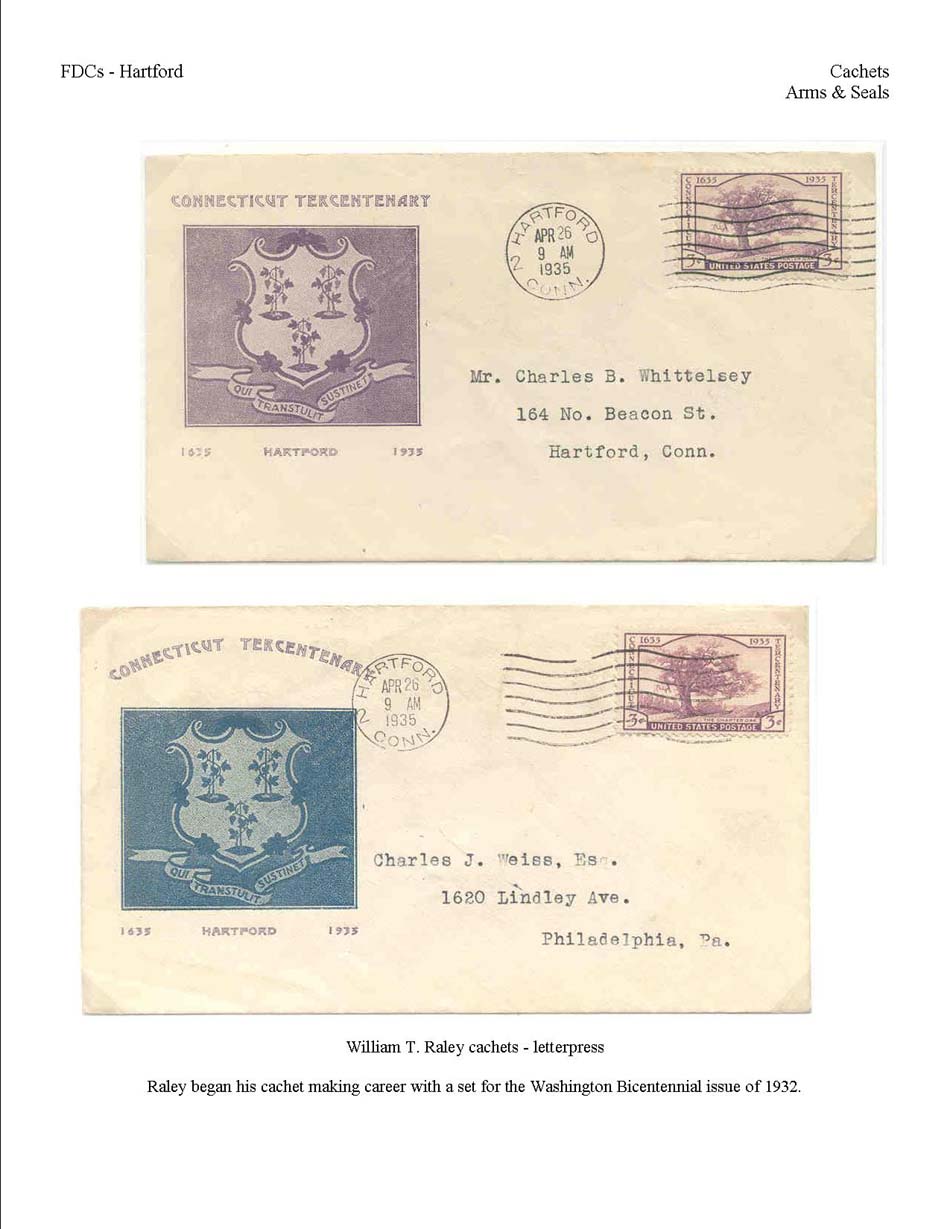 FDCs - Hartford
Cachets
Arms & Seals
CONNECTICUT TERCENTENARY
HARTFORD
APR 26
9 AM
1935
2 CONN.
1635 1935
CONNECTICUT
TERCENTENARY
3c UNITED STATES POSTAGE 3c
QUI TRANSTULIT SUSTINET
1635 HARTFORD 1935
Mr. Charles B. Whittelsey
164 No. Beacon St.
Hartford, Conn.
CONNECTICUT TERCENTENARY
HARTFORD
APR 26
9 AM
1935
2 CONN.
1635 1935
CONNECTICUT
TERCENTENARY
THE CHARTER OAK
3c UNITED STATES POSTAGE 3c
QUI TRANSTULIT SUSTINET
1635 HARTFORD 1935
Charles J. Weiss, Esq.
1620 Lindley Ave.
Philadelphia, Pa.
William T. Raley cachets - letterpress
Raley began his cachet making career with a set for the Washington Bicentennial issue of 1932.